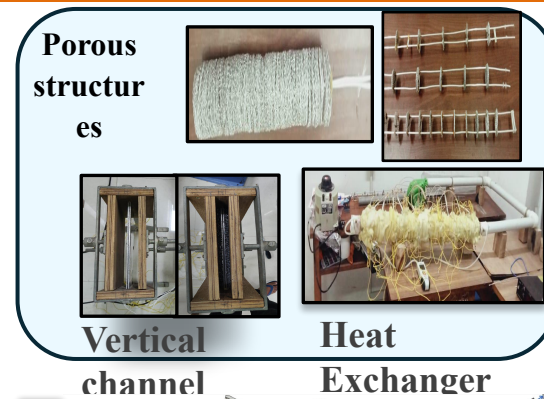 Porous
structur
es
Vertical
channel
Heat
Exchanger